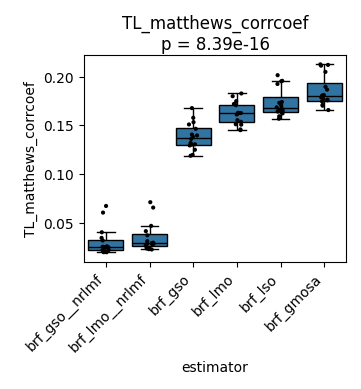 TL_matthews_corrcoef
p = 8.39e-16
TL_matthews_corrcoef
0.20
0.15
0.10
0.05
brf_gso__nrlmf
brf_lmo__nrlmf
brf_gso
brf_lmo
brf_lso
brf_gmosa
estimator